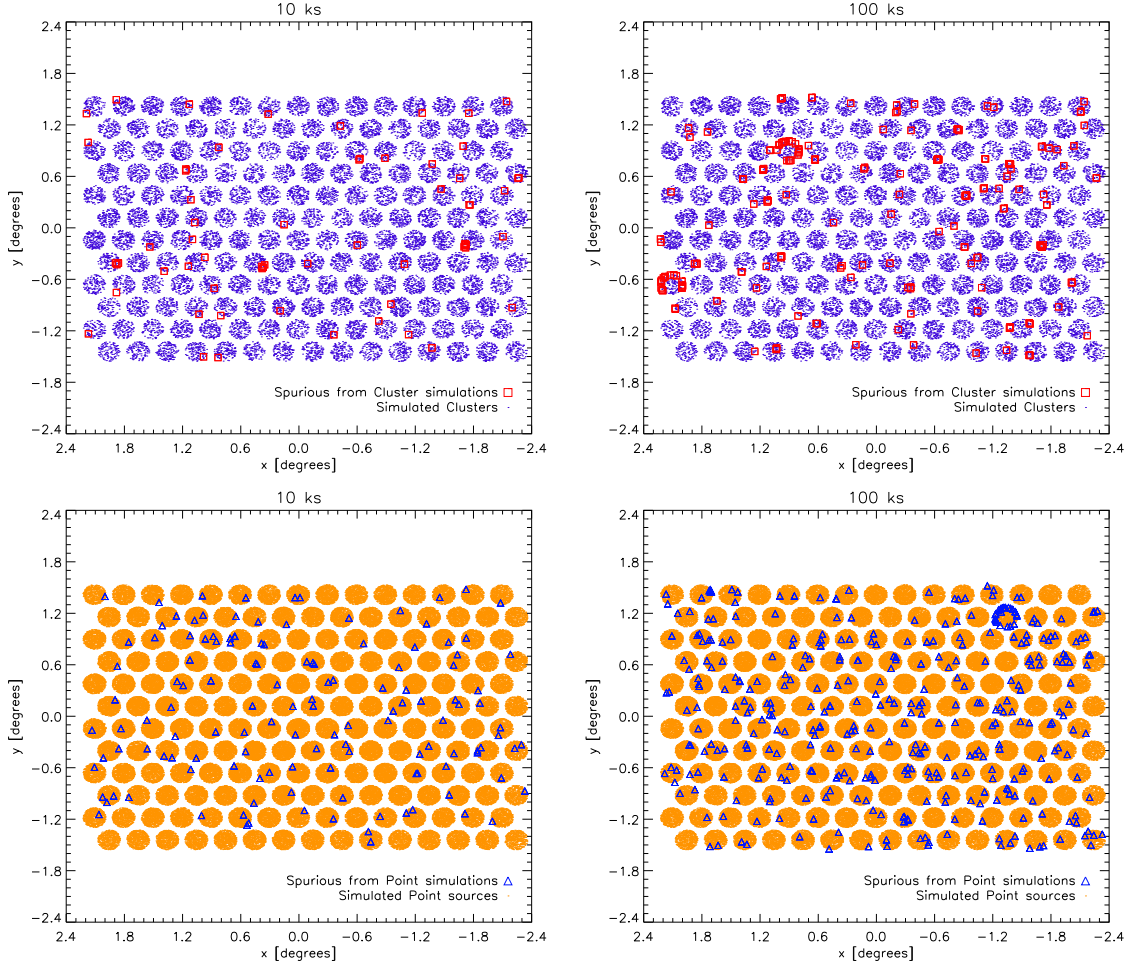 10 ks
2.4
1.8
1.2
0.6
0.0
−0.6
−1.2
−1.8
−2.4
y [degrees]
Spurious from Cluster simulations
Simulated Clusters
2.4 1.8 1.2 0.6 0.0 −0.6 −1.2 −1.8 −2.4
x [degrees]
100 ks
2.4
1.8
1.2
0.6
0.0
−0.6
−1.2
−1.8
−2.4
y [degrees]
Spurious from Cluster simulations
Simulated Clusters
2.4 1.8 1.2 0.6 0.0 −0.6 −1.2 −1.8 −2.4
x [degrees]
10 ks
2.4
1.8
1.2
0.6
0.0
−0.6
−1.2
−1.8
−2.4
y [degrees]
Spurious from Point simulations
Simulated Point sources
2.4 1.8 1.2 0.6 0.0 −0.6 −1.2 −1.8 −2.4
x [degrees]
100 ks
2.4
1.8
1.2
0.6
0.0
−0.6
−1.2
−1.8
−2.4
y [degrees]
Spurious from Point simulations
Simulated Point sources
2.4 1.8 1.2 0.6 0.0 −0.6 −1.2 −1.8 −2.4
x [degrees]